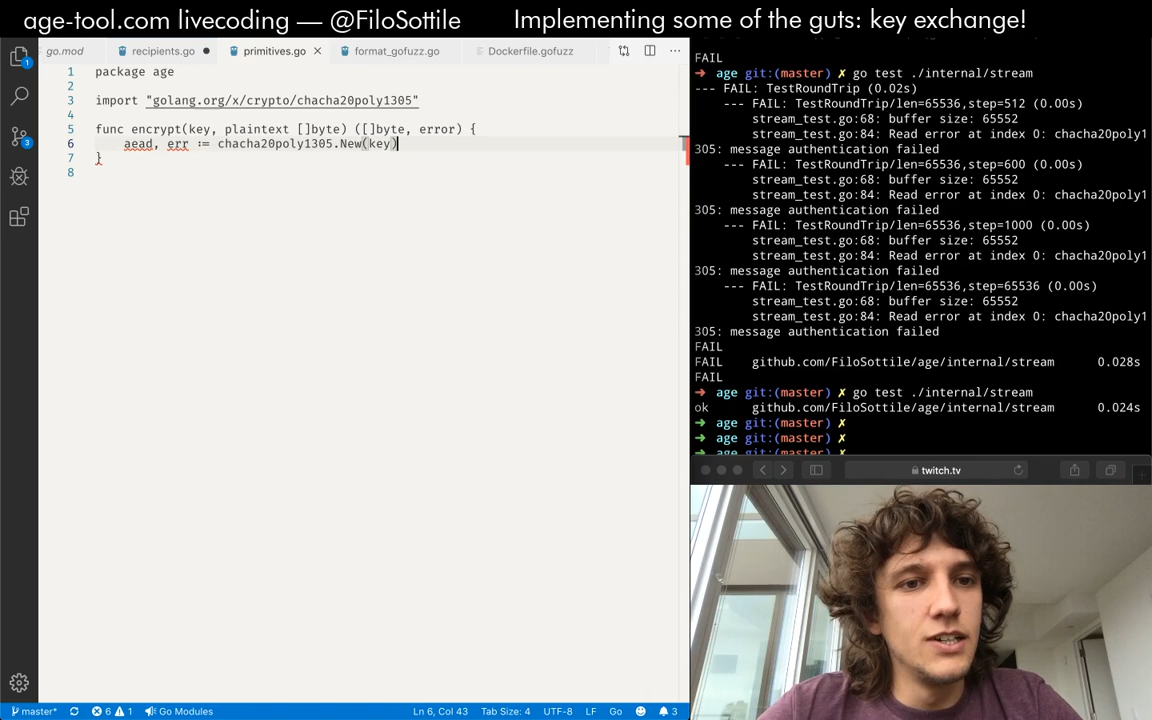 age-tool.com livecoding — @FiloSottile
Implementing some of the guts: key exchange!
go.mod
recipients.go
primitives.go
format_gofuzz.go
Dockerfile.gofuzz
1 package age
2
3 import "golang.org/x/crypto/chacha20poly1305"
4
5 func encrypt(key, plaintext []byte) ([]byte, error) {
6 aead, err := chacha20poly1305.New(key)
7 }
8
1
3
master*
6
1
Go Modules
Ln 6, Col 43
Tab Size: 4
UTF-8
LF
Go
3
FAIL
➜ age git:(master) ✗ go test ./internal/stream
--- FAIL: TestRoundTrip (0.02s)
--- FAIL: TestRoundTrip/len=65536,step=512 (0.00s)
stream_test.go:68: buffer size: 65552
stream_test.go:84: Read error at index 0: chacha20poly1
305: message authentication failed
--- FAIL: TestRoundTrip/len=65536,step=600 (0.00s)
stream_test.go:68: buffer size: 65552
stream_test.go:84: Read error at index 0: chacha20poly1
305: message authentication failed
--- FAIL: TestRoundTrip/len=65536,step=1000 (0.00s)
stream_test.go:68: buffer size: 65552
stream_test.go:84: Read error at index 0: chacha20poly1
305: message authentication failed
--- FAIL: TestRoundTrip/len=65536,step=65536 (0.00s)
stream_test.go:68: buffer size: 65552
stream_test.go:84: Read error at index 0: chacha20poly1
305: message authentication failed
FAIL
FAIL github.com/FiloSottile/age/internal/stream 0.028s
FAIL
➜ age git:(master) ✗ go test ./internal/stream
ok github.com/FiloSottile/age/internal/stream 0.024s
➜ age git:(master) ✗
➜ age git:(master) ✗
➜ age git:(master) ✗
twitch.tv